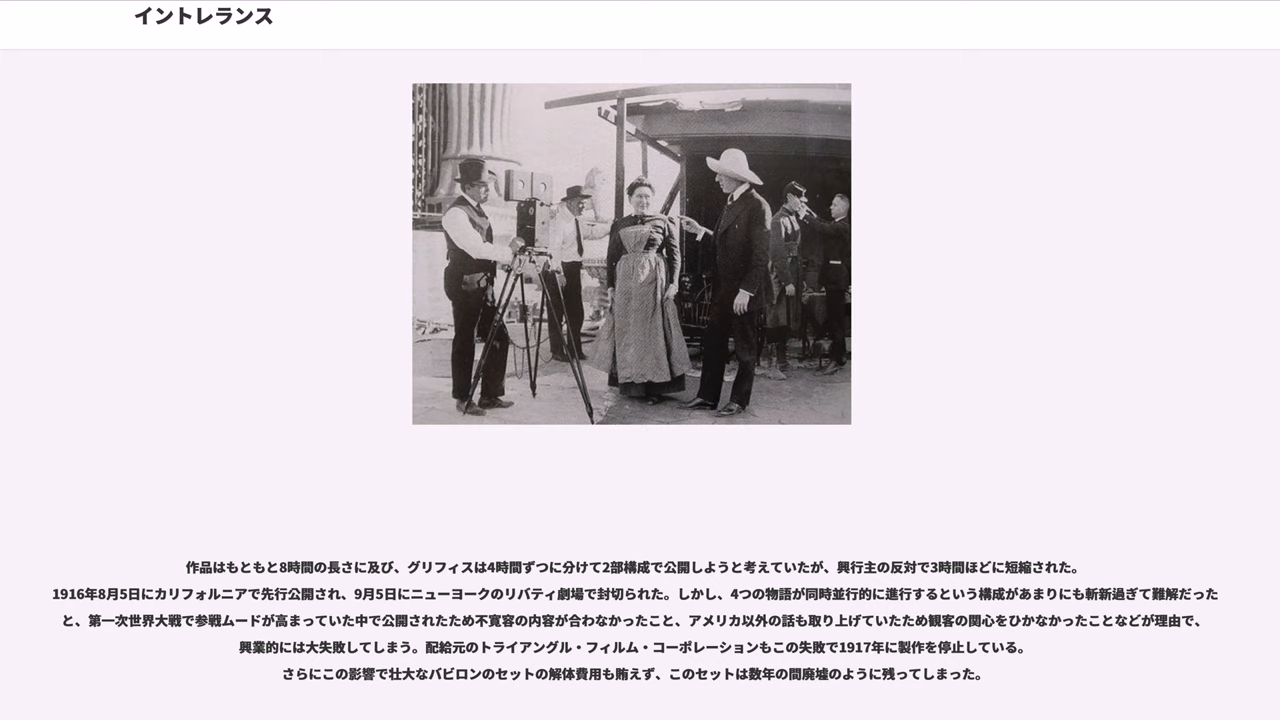 イントレランス
作品はもともと8時間の長さに及び、グリフィスは4時間ずつに分けて2部構成で公開しようと考えていたが、興行主の反対で3時間ほどに短縮された。
1916年8月5日にカリフォルニアで先行公開され、9月5日にニューヨークのリバティ劇場で封切られた。しかし、4つの物語が同時並行的に進行するという構成があまりにも斬新過ぎて難解だった
と、第一次世界大戦で参戦ムードが高まっていた中で公開されたため不寛容の内容が合わなかったこと、アメリカ以外の話も取り上げていたため観客の関心をひかなかったことなどが理由で、
興業的には大失敗してしまう。配給元のトライアングル・フィルム・コーポレーションもこの失敗で1917年に製作を停止している。
さらにこの影響で壮大なバビロンのセットの解体費用も賄えず、このセットは数年の間廃墟のように残ってしまった。